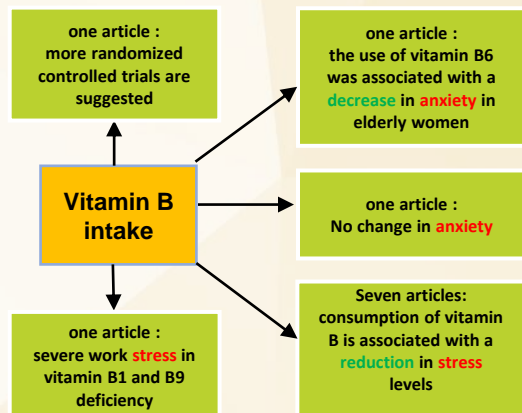 one article :
more randomized
controlled trials are
suggested
one article :
the use of vitamin B6
was associated with a
decrease in anxiety in
elderly women
Vitamin B
intake
one article :
No change in anxiety
one article :
severe work stress in
vitamin B1 and B9
deficiency
Seven articles:
consumption of vitamin
B is associated with a
reduction in stress
levels